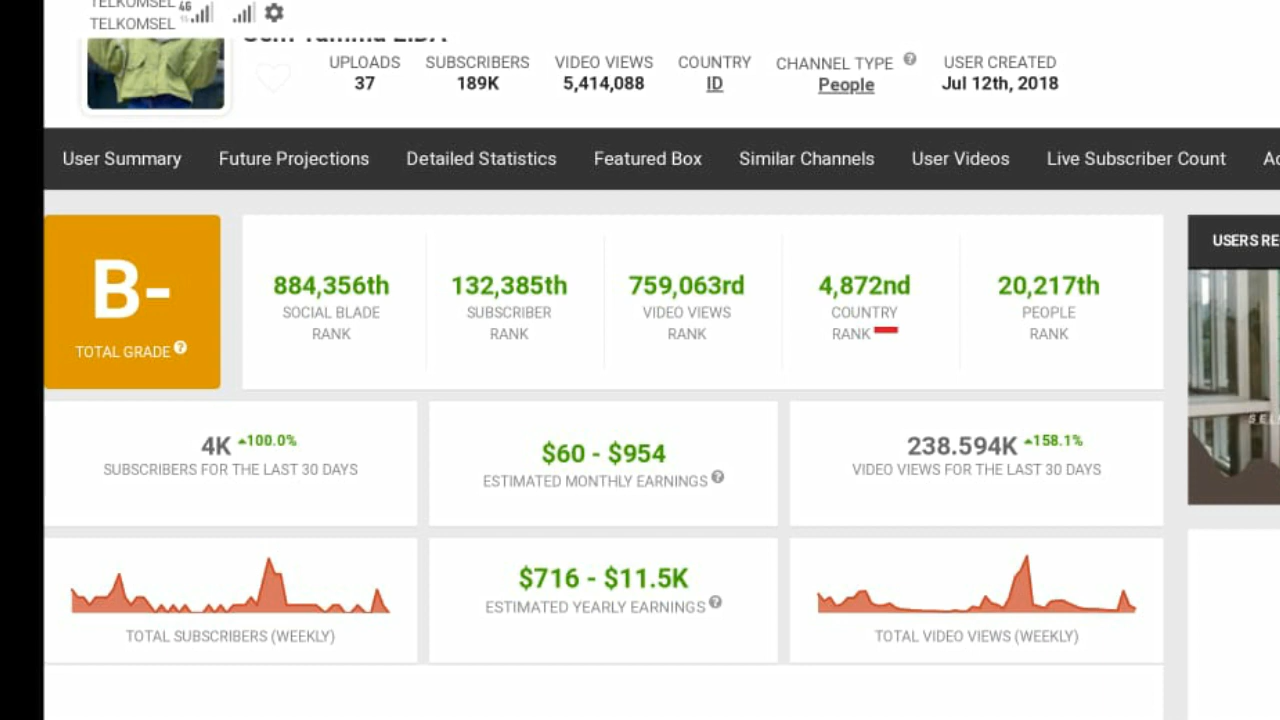 TELKOMSEL 4G
TELKOMSEL
UPLOADS SUBSCRIBERS VIDEO VIEWS COUNTRY CHANNEL TYPE USER CREATED
37 189K 5,414,088 ID People Jul 12th, 2018
User Summary Future Projections Detailed Statistics Featured Box Similar Channels User Videos Live Subscriber Count
B-
TOTAL GRADE
884,356th 132,385th 759,063rd 4,872nd 20,217th
SOCIAL BLADE SUBSCRIBER VIDEO VIEWS COUNTRY PEOPLE
RANK RANK RANK RANK RANK
USERS RE
4K 100.0%
SUBSCRIBERS FOR THE LAST 30 DAYS
$60 - $954
ESTIMATED MONTHLY EARNINGS
238.594K 158.1%
VIDEO VIEWS FOR THE LAST 30 DAYS
TOTAL SUBSCRIBERS (WEEKLY)
$716 - $11.5K
ESTIMATED YEARLY EARNINGS
TOTAL VIDEO VIEWS (WEEKLY)